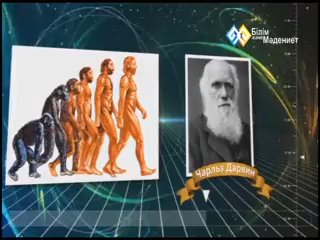 Білім
және Мәдениет
Чарльз Дарвин